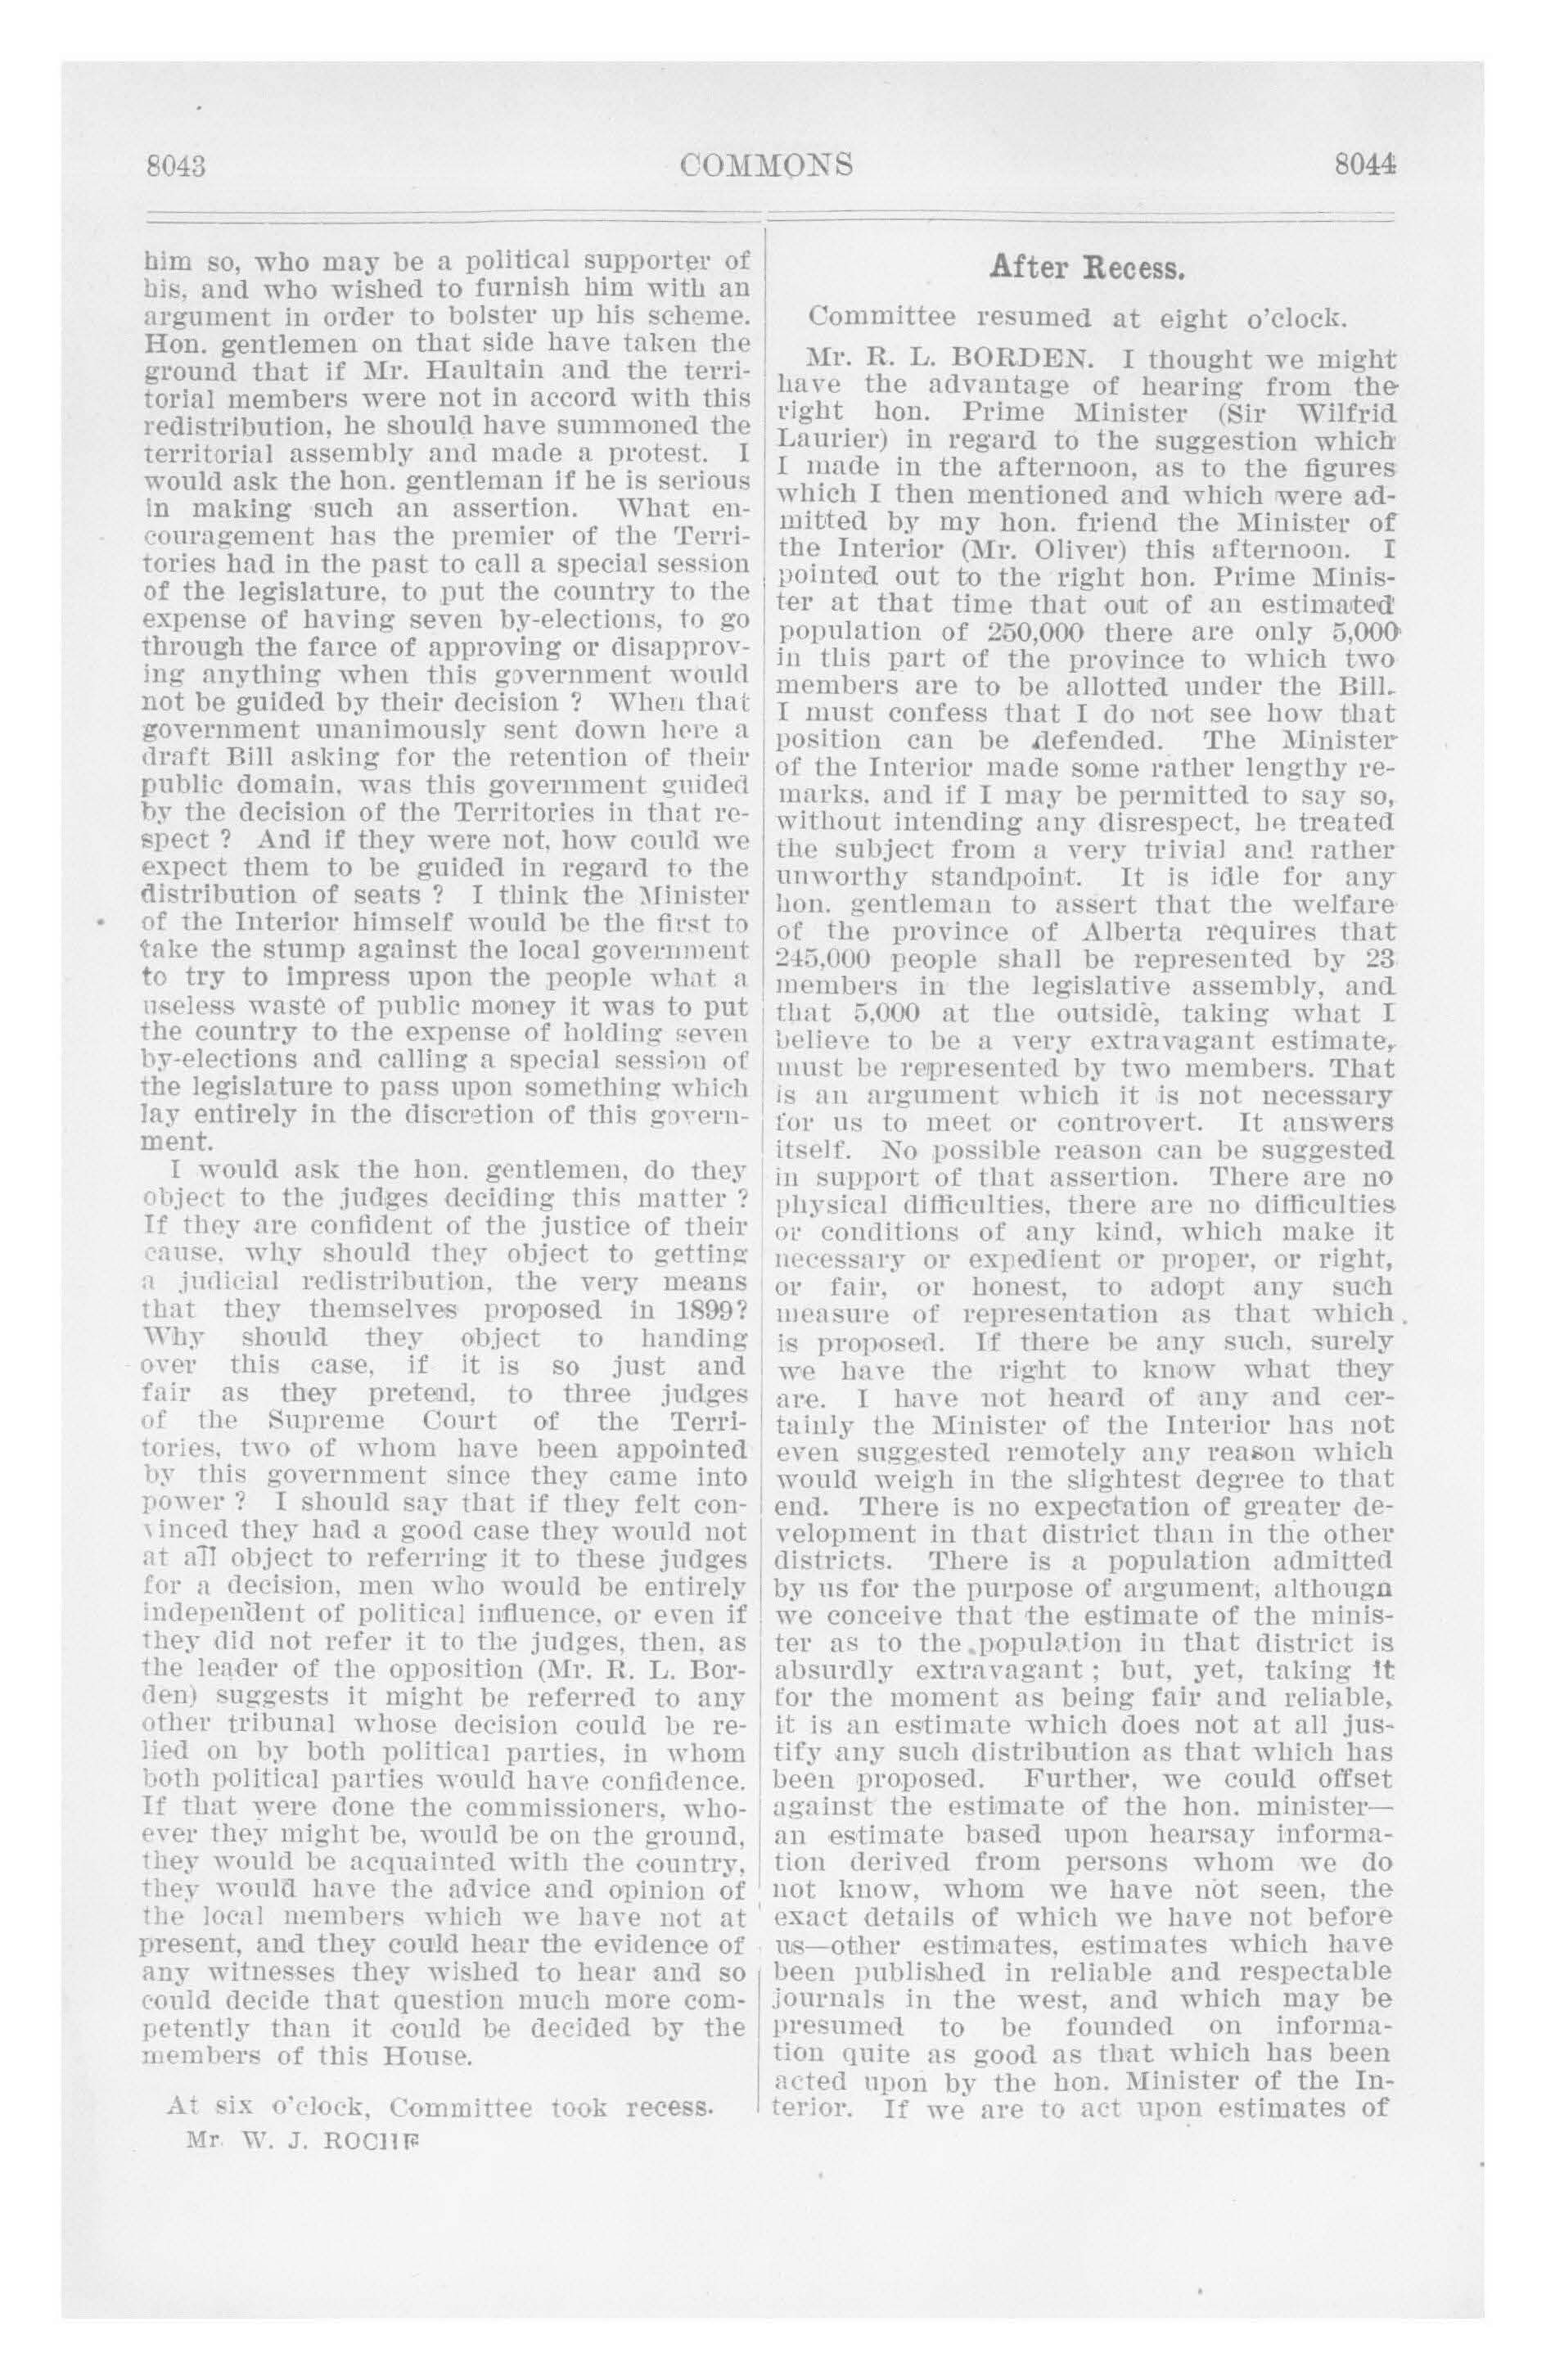 8043 COMMONS 8044
him so, who may be a political supporter of
his, and who wished to furnish him with an
argument in order to bolster up his scheme.
Hon. gentlemen on that side have taken the
ground that if Mr. Haultain and the terri-
torial members were not in accord with this
redistribution, he should have summoned the
territorial assembly and made a protest. I
would ask the hon. gentleman if he is serious
in making such an assertion. What en-
couragement has the premier of the Terri-
tories had in the past to call a special session
of the legislature, to put the country to the
expense of having seven by-elections, to go
through the farce of approving or disapprov-
ing anything when this government would
not be guided by their decision ? When that
government unanimously sent down here a
draft Bill asking for the retention of their
public domain, was this government guided
by the decision of the Territories in that re-
spect ? And if they were not, how could we
expect them to be guided in regard to the
distribution of seats ? I think the Minister
of the Interior himself would be the first to
take the stump against the local government
to try to impress upon the people what a
useless waste of public money it was to put
the country to the expense of holding seven
by-elections and calling a special session of
the legislature to pass upon something which
lay entirely in the discretion of this govern-
ment.
I would ask the hon. gentlemen, do they
object to the judges deciding this matter ?
If they are confident of the justice of their
cause, why should they object to getting
a judicial redistribution, the very means
that they themselves proposed in 1899?
Why should they object to handing
over this case, if it is so just and
fair as they pretend, to three judges
of the Supreme Court of the Terri-
tories, two of whom have been appointed
by this government since they came into
power ? I should say that if they felt con-
vinced they had a good case they would not
at all object to referring it to these judges
for a decision, men who would be entirely
independent of political influence, or even if
they did not refer it to the judges, then, as
the leader of the opposition (Mr. R. L. Bor-
den) suggests it might be referred to any
other tribunal whose decision could be re-
lied on by both political parties, in whom
both political parties would have confidence.
If that were done the commissioners, who-
ever they might be, would be on the ground,
they would be acquainted with the country,
they would have the advice and opinion of
the local members which we have not at
present, and they could hear the evidence of
any witnesses they wished to hear and so
could decide that question much more com-
petently than it could be decided by the
members of this House.
At six o'clock, Committee took recess.
Mr. W. J. ROCHE
After Recess.
Committee resumed at eight o'clock.
Mr. R. L. BORDEN. I thought we might
have the advantage of hearing from the
right hon. Prime Minister (Sir Wilfrid
Laurier) in regard to the suggestion which
I made in the afternoon, as to the figures
which I then mentioned and which were ad-
mitted by my hon. friend the Minister of
the Interior (Mr. Oliver) this afternoon. I
pointed out to the right hon. Prime Minis-
ter at that time that out of an estimated
population of 250,000 there are only 5,000
in this part of the province to which two
members are to be allotted under the Bill.
I must confess that I do not see how that
position can be defended. The Minister
of the Interior made some rather lengthy re-
marks, and if I may be permitted to say so,
without intending any disrespect, he treated
the subject from a very trivial and rather
unworthy standpoint. It is idle for any
hon. gentleman to assert that the welfare
of the province of Alberta requires that
245,000 people shall be represented by 23
members in the legislative assembly, and
that 5,000 at the outside, taking what I
believe to be a very extravagant estimate,
must be represented by two members. That
is an argument which it is not necessary
for us to meet or controvert. It answers
itself. No possible reason can be suggested
in support of that assertion. There are no
physical difficulties, there are no difficulties
or conditions of any kind, which make it
necessary or expedient or proper, or right,
or fair, or honest, to adopt any such
measure of representation as that which
is proposed. If there be any such, surely
we have the right to know what they
are. I have not heard of any and cer-
tainly the Minister of the Interior has not
even suggested remotely any reason which
would weigh in the slightest degree to that
end. There is no expectation of greater de-
velopment in that district than in the other
districts. There is a population admitted
by us for the purpose of argument, although
we conceive that the estimate of the minis-
ter as to the population in that district is
absurdly extravagant ; but, yet, taking it
for the moment as being fair and reliable,
it is an estimate which does not at all jus-
tify any such distribution as that which has
been proposed. Further, we could offset
against the estimate of the hon. minister—
an estimate based upon hearsay informa-
tion derived from persons whom we do
not know, whom we have not seen, the
exact details of which we have not before
us—other estimates, estimates which have
been published in reliable and respectable
journals in the west, and which may be
presumed to be founded on informa-
tion quite as good as that which has been
acted upon by the hon. Minister of the In-
terior. If we are to act upon estimates of